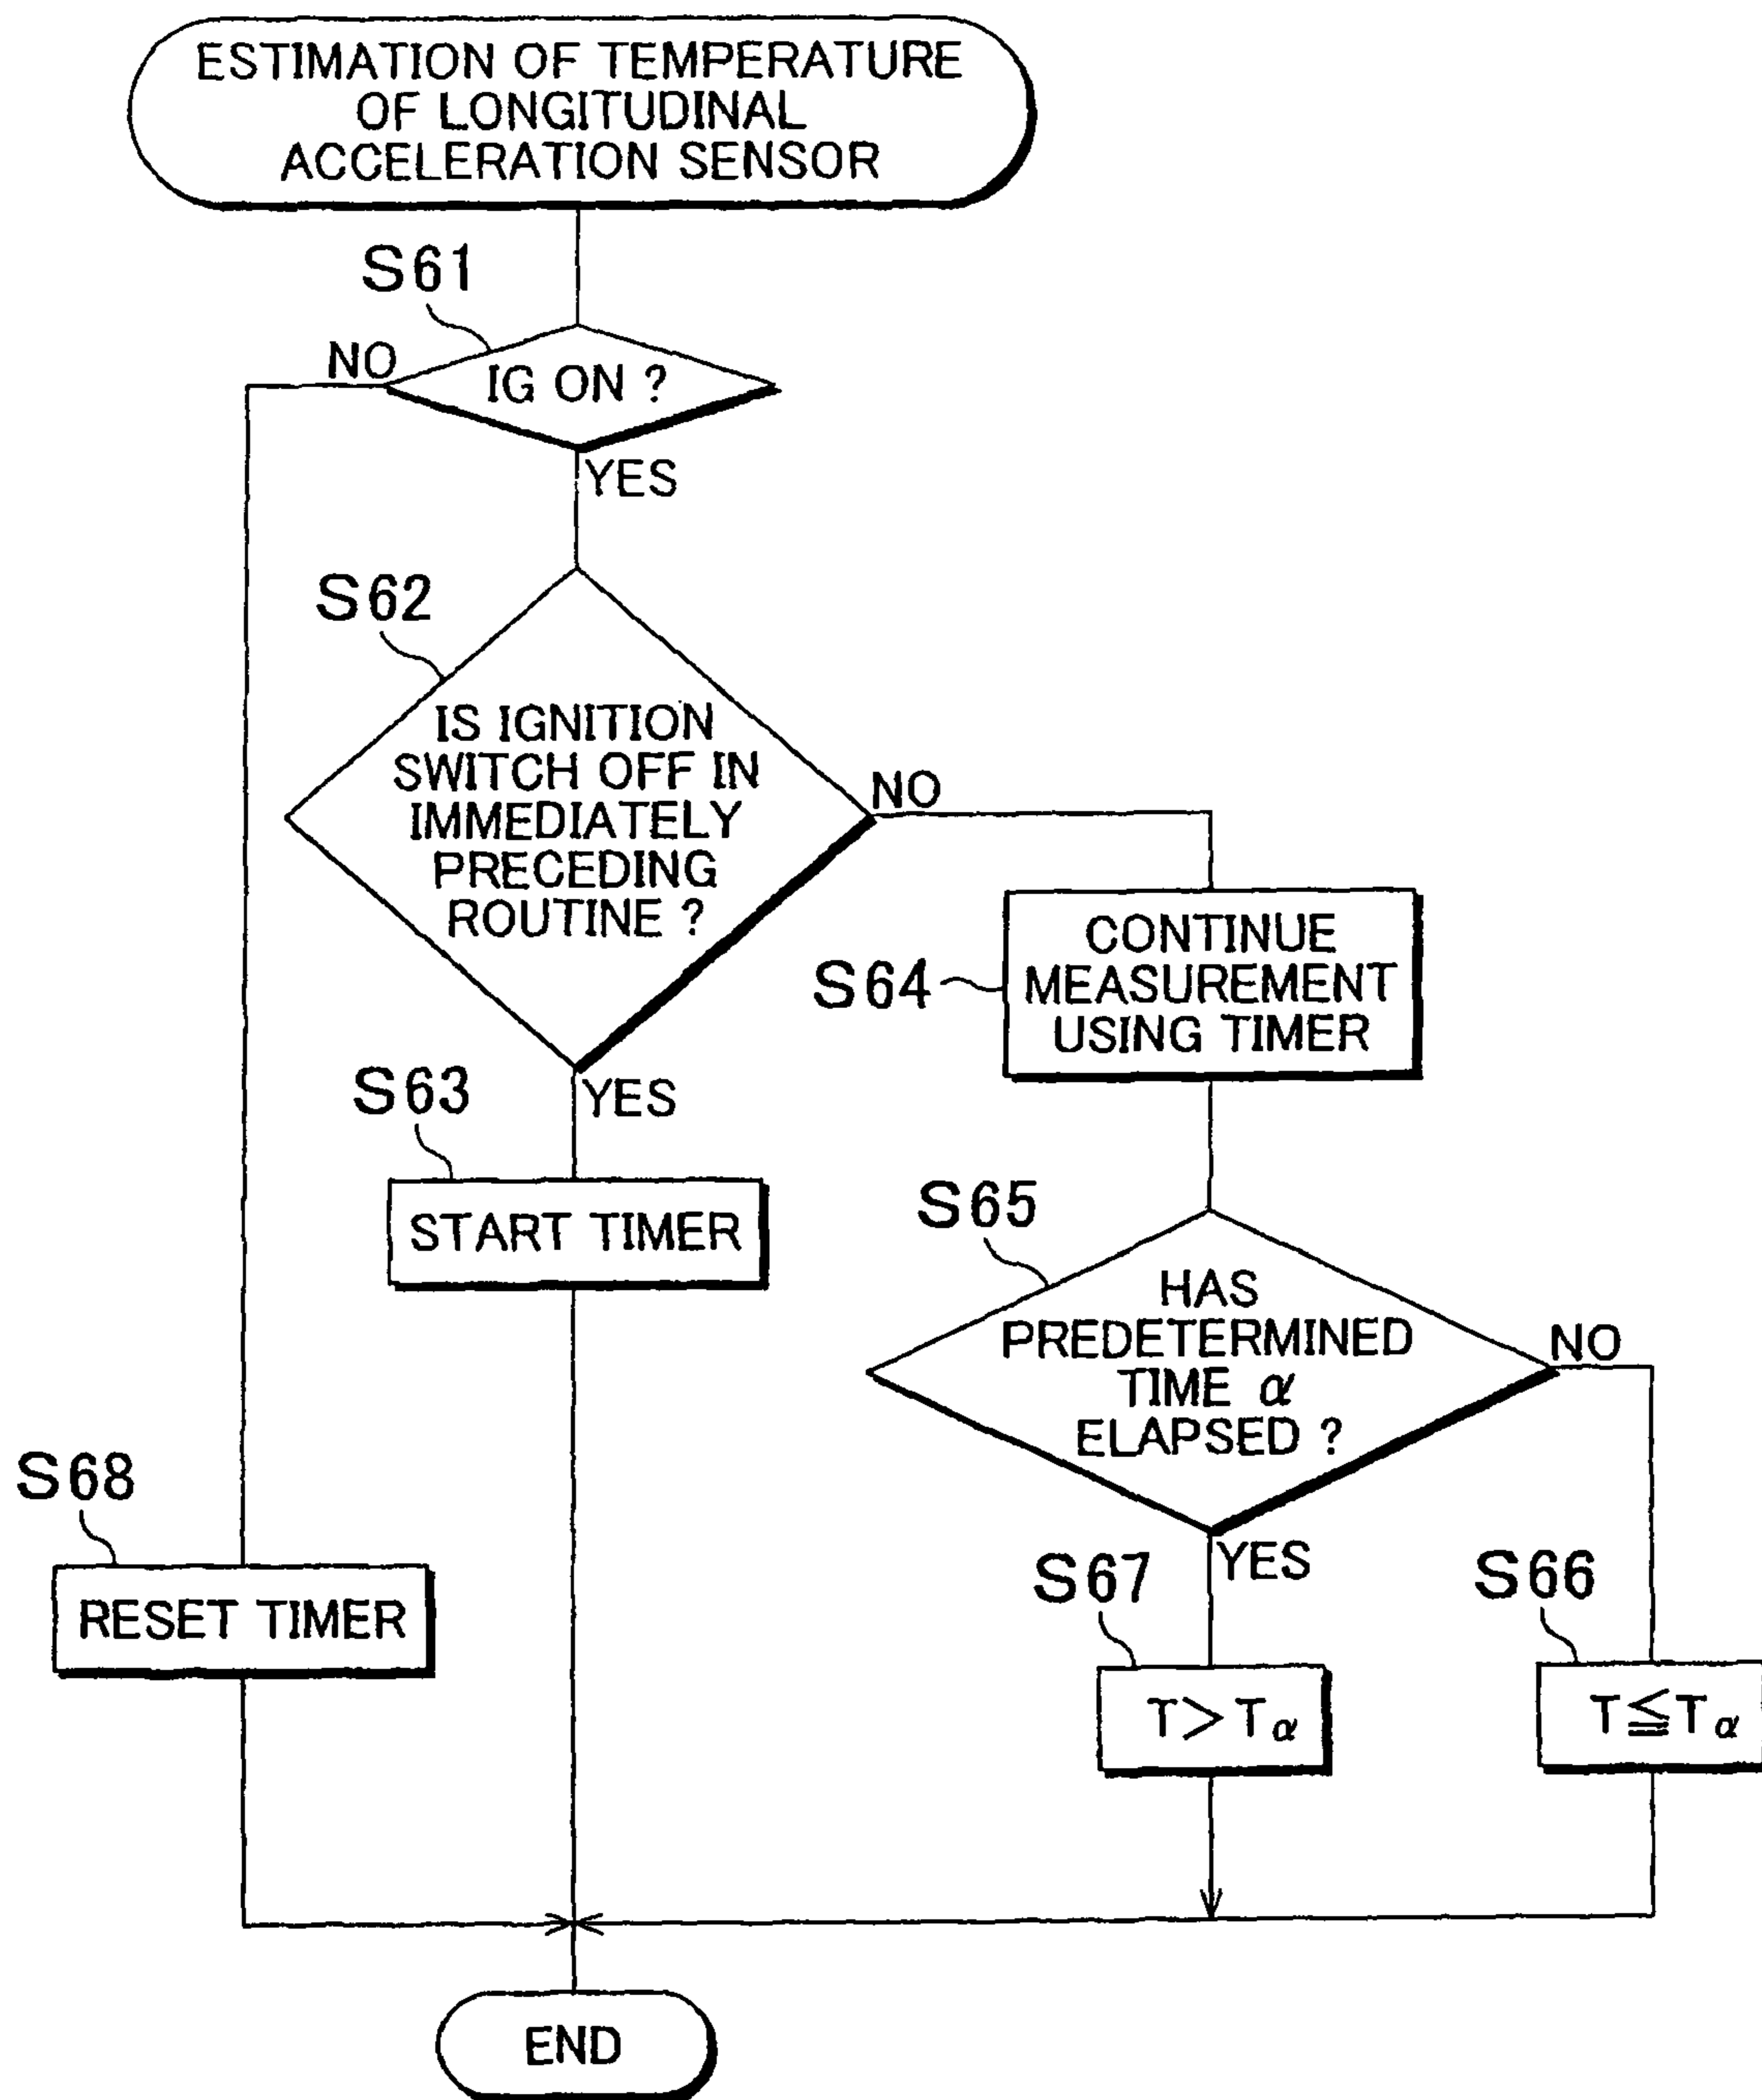 ESTIMATION OF TEMPERATURE
OF LONGITUDINAL
ACCELERATION SENSOR
S61
NO
IG ON ?
YES
S62
IS IGNITION
SWITCH OFF IN
IMMEDIATELY
PRECEDING
ROUTINE ?
NO
YES
S63
START TIMER
S64
CONTINUE
MEASUREMENT
USING TIMER
S65
HAS
PREDETERMINED
TIME α
ELAPSED ?
NO
YES
S67
T>Tα
S66
T≦Tα
S68
RESET TIMER
END